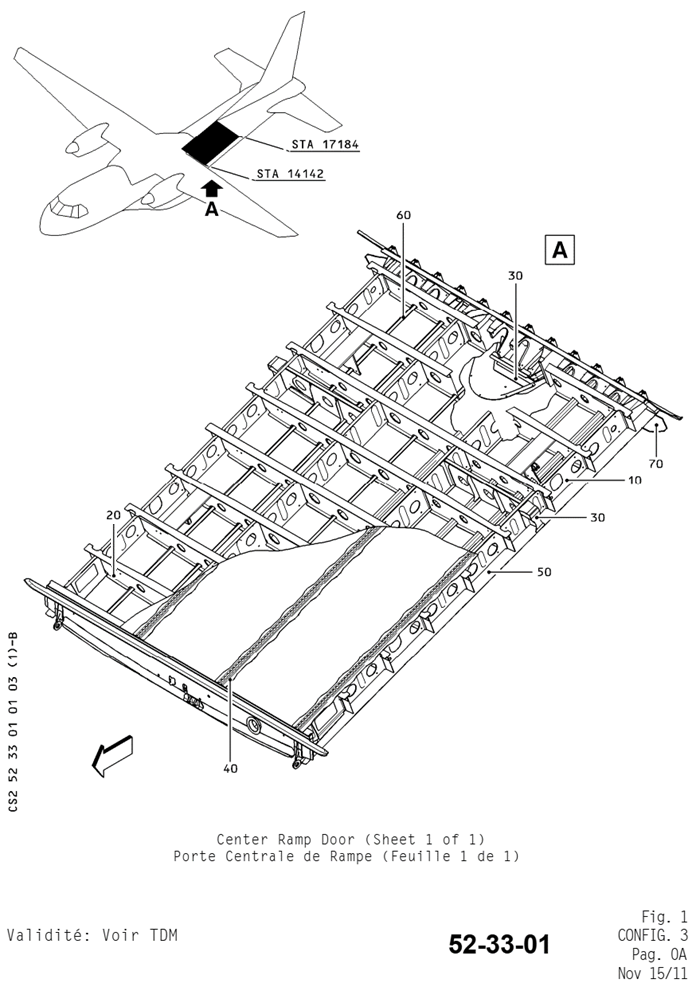 STA 17184
STA 14142
A
A
60
30
70
10
30
20
50
40
CS2 52 33 01 01 03 (1)-B
Center Ramp Door (Sheet 1 of 1)
Porte Centrale de Rampe (Feuille 1 de 1)
Fig. 1
Validité: Voir TDM
52-33-01
CONFIG. 3
Pag. 0A
Nov 15/11